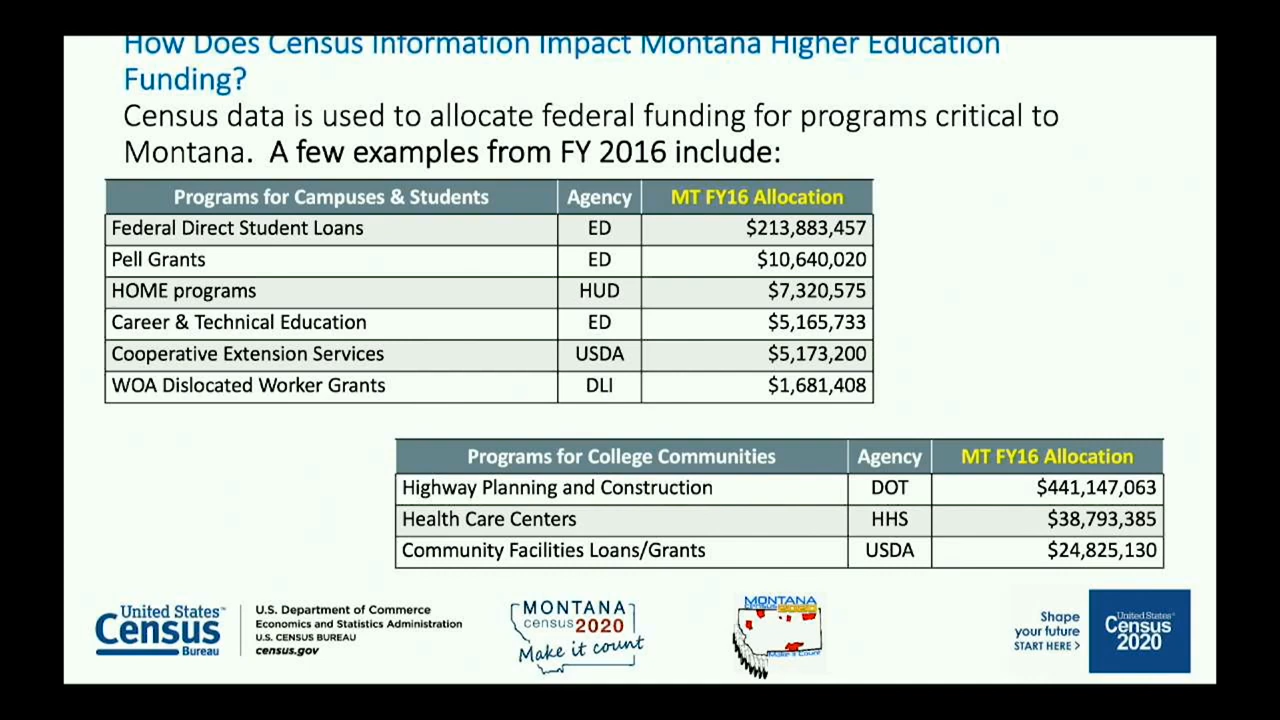 How Does Census Information Impact Montana Higher Education
Funding?
Census data is used to allocate federal funding for programs critical to
Montana. A few examples from FY 2016 include:
Programs for Campuses & Students Agency MT FY16 Allocation
Federal Direct Student Loans ED $213,883,457
Pell Grants ED $10,640,020
HOME programs HUD $7,320,575
Career & Technical Education ED $5,165,733
Cooperative Extension Services USDA $5,173,200
WOA Dislocated Worker Grants DLI $1,681,408
Programs for College Communities Agency MT FY16 Allocation
Highway Planning and Construction DOT $441,147,063
Health Care Centers HHS $38,793,385
Community Facilities Loans/Grants USDA $24,825,130
United States™
Census
Bureau
U.S. Department of Commerce
Economics and Statistics Administration
U.S. CENSUS BUREAU
census.gov
MONTANA
census2020
Make it count
MONTANA
CENSUS 2020
Make it Count
Shape
your future
START HERE >
United States®
Census
2020